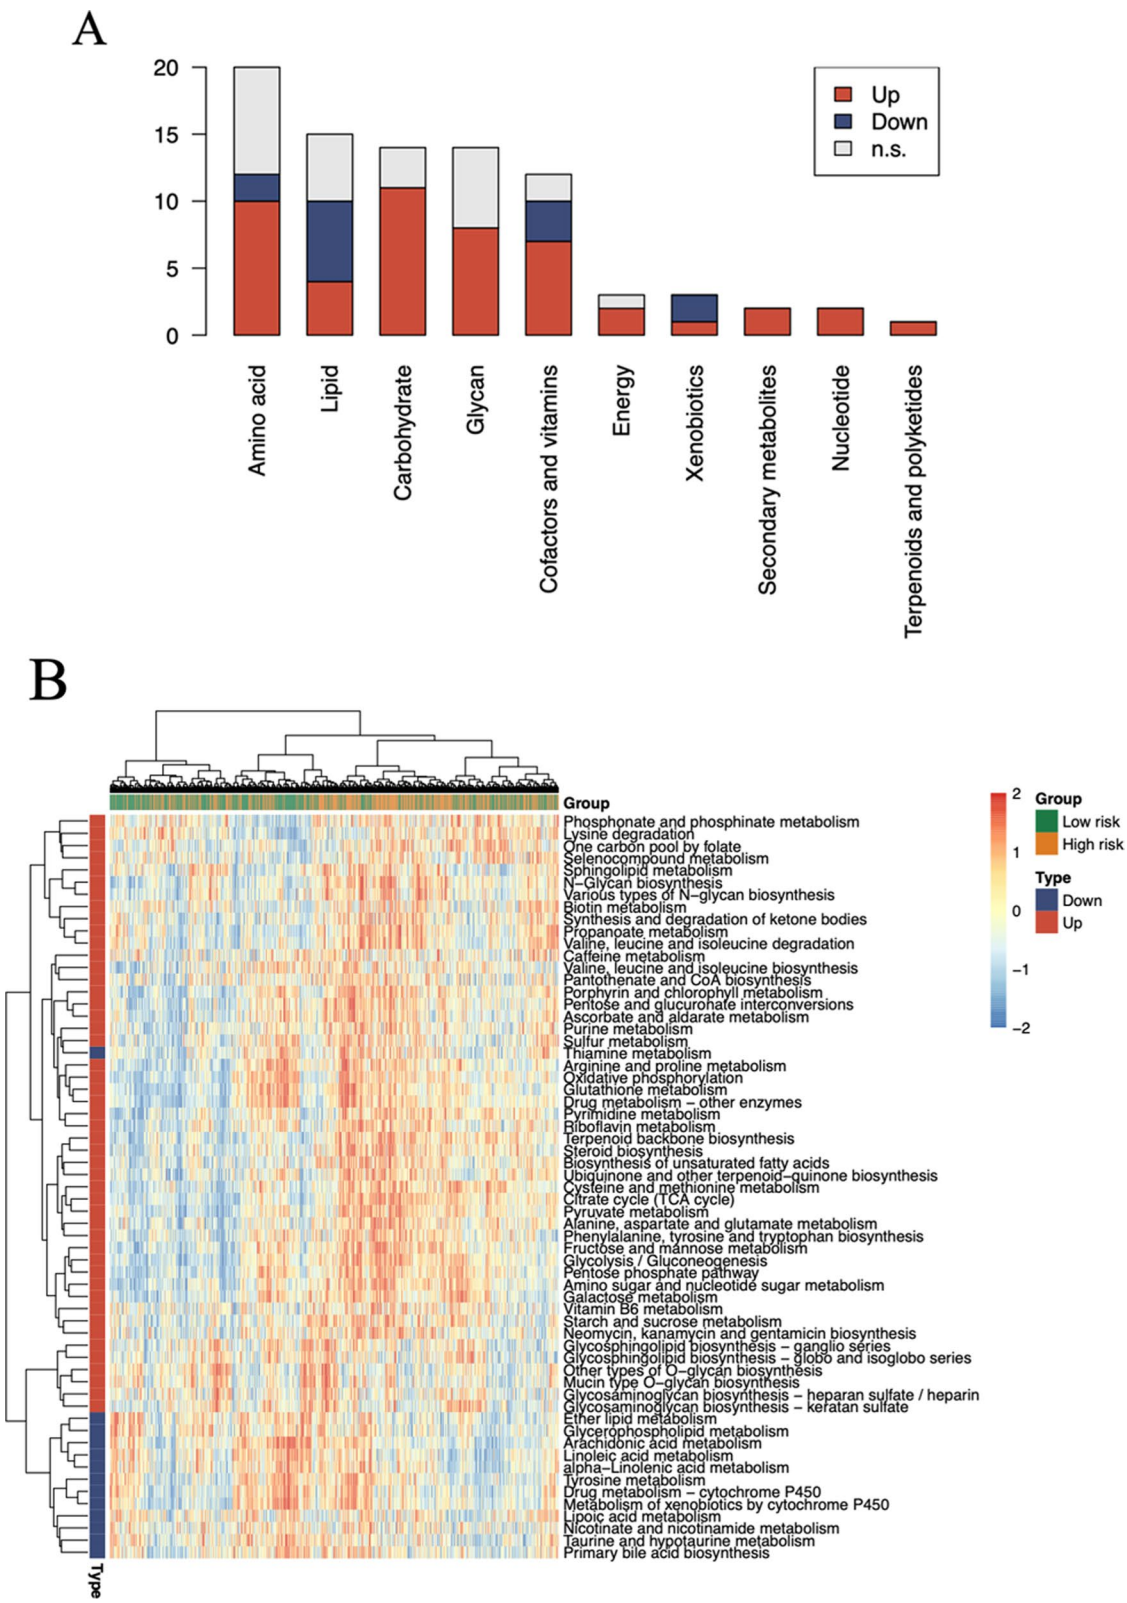 A
20
15
10
5
0
Up
Down
n.s.
Amino acid
Lipid
Carbohydrate
Glycan
Cofactors and vitamins
Energy
Xenobiotics
Secondary metabolites
Nucleotide
Terpenoids and polyketides
B
Group
Phosphonate and phosphinate metabolism
Lysine degradation
One carbon pool by folate
Selenocompound metabolism
Sphingolipid metabolism
N−Glycan biosynthesis
Various types of N−glycan biosynthesis
Biotin metabolism
Synthesis and degradation of ketone bodies
Propanoate metabolism
Valine, leucine and isoleucine degradation
Caffeine metabolism
Valine, leucine and isoleucine biosynthesis
Pantothenate and CoA biosynthesis
Porphyrin and chlorophyll metabolism
Pentose and glucuronate interconversions
Ascorbate and aldarate metabolism
Purine metabolism
Sulfur metabolism
Thiamine metabolism
Arginine and proline metabolism
Oxidative phosphorylation
Glutathione metabolism
Drug metabolism − other enzymes
Pyrimidine metabolism
Riboflavin metabolism
Terpenoid backbone biosynthesis
Steroid biosynthesis
Biosynthesis of unsaturated fatty acids
Ubiquinone and other terpenoid−quinone biosynthesis
Cysteine and methionine metabolism
Citrate cycle (TCA cycle)
Pyruvate metabolism
Alanine, aspartate and glutamate metabolism
Phenylalanine, tyrosine and tryptophan biosynthesis
Fructose and mannose metabolism
Glycolysis / Gluconeogenesis
Pentose phosphate pathway
Amino sugar and nucleotide sugar metabolism
Galactose metabolism
Vitamin B6 metabolism
Starch and sucrose metabolism
Neomycin, kanamycin and gentamicin biosynthesis
Glycosphingolipid biosynthesis − ganglio series
Glycosphingolipid biosynthesis − globo and isoglobo series
Other types of O−glycan biosynthesis
Mucin type O−glycan biosynthesis
Glycosaminoglycan biosynthesis − heparan sulfate / heparin
Glycosaminoglycan biosynthesis − keratan sulfate
Ether lipid metabolism
Glycerophospholipid metabolism
Arachidonic acid metabolism
Linoleic acid metabolism
alpha−Linolenic acid metabolism
Tyrosine metabolism
Drug metabolism − cytochrome P450
Metabolism of xenobiotics by cytochrome P450
Lipoic acid metabolism
Nicotinate and nicotinamide metabolism
Taurine and hypotaurine metabolism
Primary bile acid biosynthesis
Type
2
1
0
−1
−2
Group
Low risk
High risk
Type
Down
Up